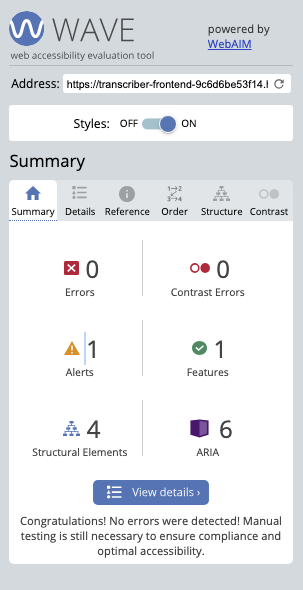 WAVE
web accessibility evaluation tool
powered by
WebAIM
Address: https://transcriber-frontend-9c6d6be53f14.h
Styles: OFF ON
Summary
Summary Details Reference Order Structure Contrast
0
Errors
0
Contrast Errors
1
Alerts
1
Features
4
Structural Elements
6
ARIA
View details ›
Congratulations! No errors were detected! Manual
testing is still necessary to ensure compliance and
optimal accessibility.